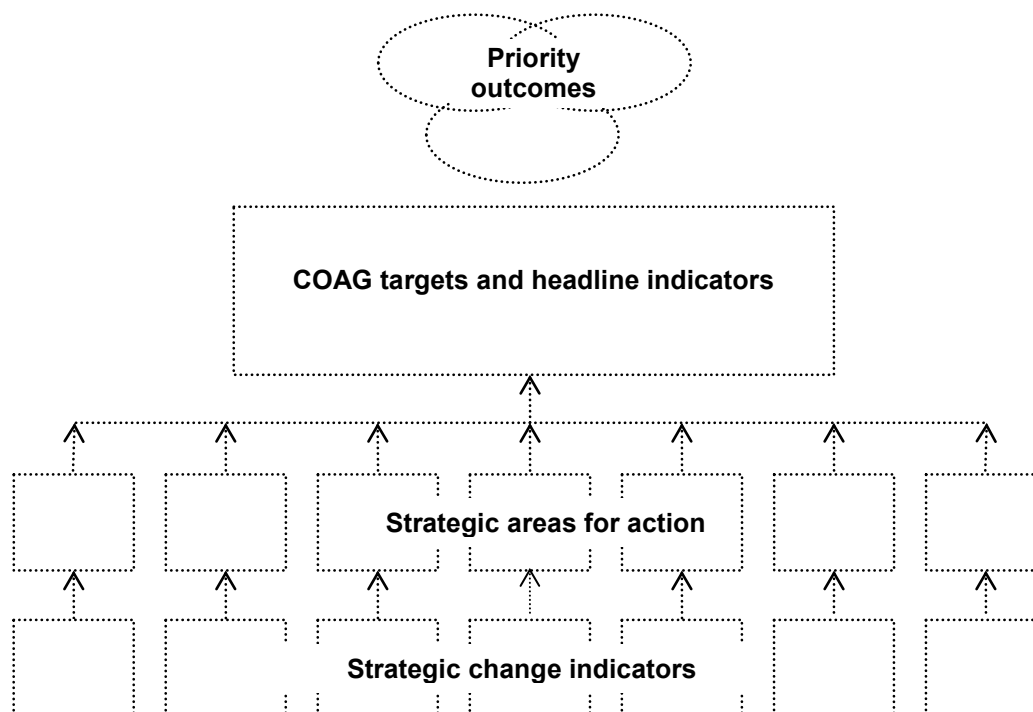 Priority
outcomes
COAG targets and headline indicators
Strategic areas for action
Strategic change indicators